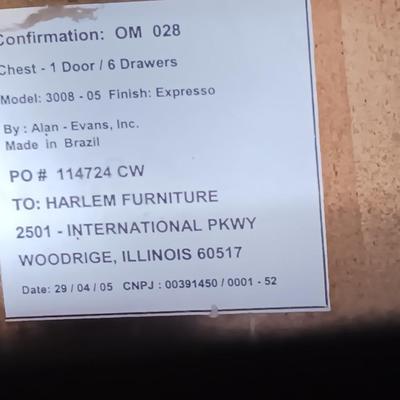 Confirmation: OM 028
Chest - 1 Door / 6 Drawers
Model: 3008 - 05 Finish: Expresso
By : Alan - Evans, Inc.
Made in Brazil
PO # 114724 CW
TO: HARLEM FURNITURE
2501 - INTERNATIONAL PKWY
WOODRIGE, ILLINOIS 60517
Date: 29 / 04 / 05 CNPJ : 00391450 / 0001 - 52